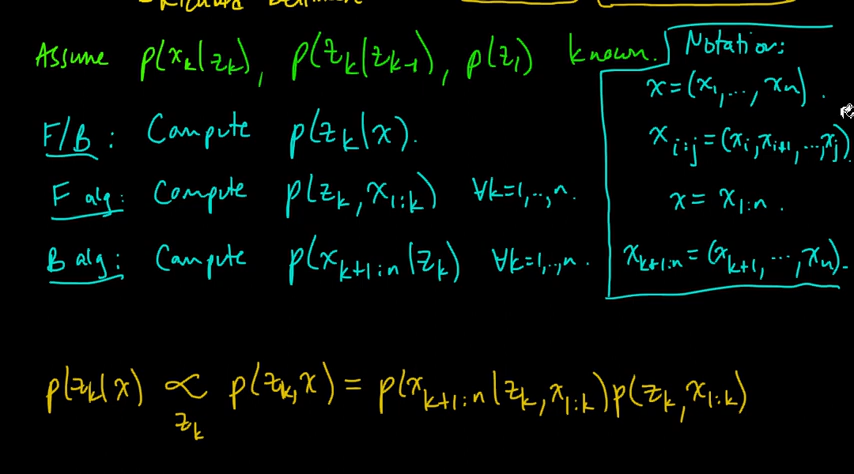 Assume p(x_k|z_k), p(z_k|z_{k-1}), p(z_1) known.
Notation:
x = (x_1, ..., x_n).
x_{i:j} = (x_i, x_{i+1}, ..., x_j)
x = x_{1:n}.
x_{k+1:n} = (x_{k+1}, ..., x_n).
F/B: Compute p(z_k|x).
F alg: Compute p(z_k, x_{1:k}) ∀k=1,..,n.
B alg: Compute p(x_{k+1:n}|z_k) ∀k=1,..,n.
p(z_k|x) ∝_{z_k} p(z_k, x) = p(x_{k+1:n}|z_k, x_{1:k}) p(z_k, x_{1:k})